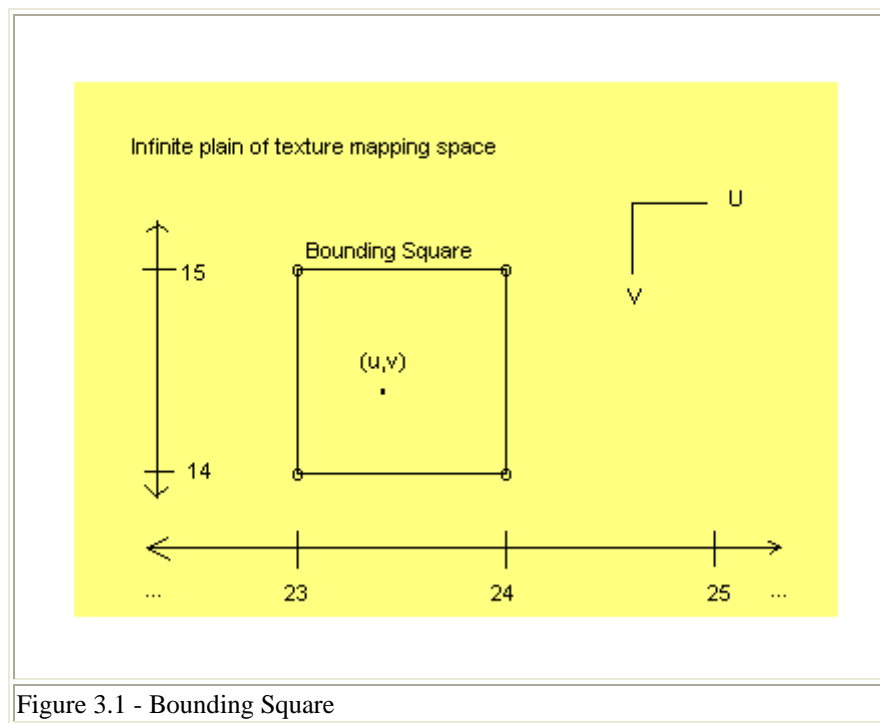 Infinite plain of texture mapping space
U
Bounding Square
15
V
(u,v)
14
... 23 24 25 ...
Figure 3.1 - Bounding Square